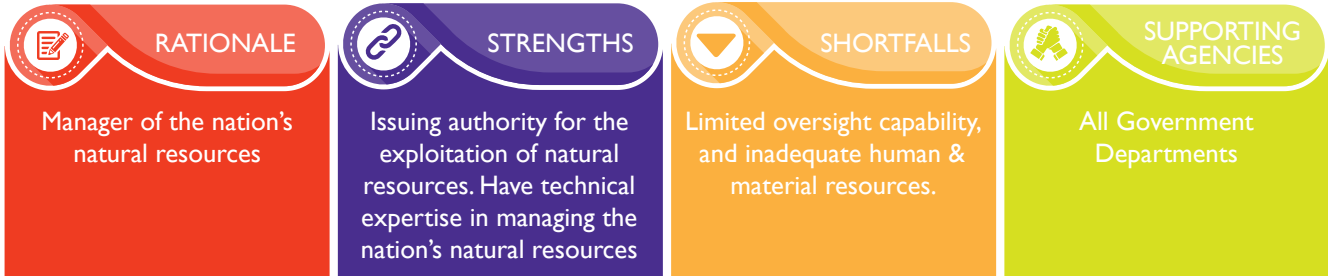 RATIONALE
Manager of the nation's
natural resources
STRENGTHS
Issuing authority for the
exploitation of natural
resources. Have technical
expertise in managing the
nation's natural resources
SHORTFALLS
Limited oversight capability,
and inadequate human &
material resources.
SUPPORTING
AGENCIES
All Government
Departments